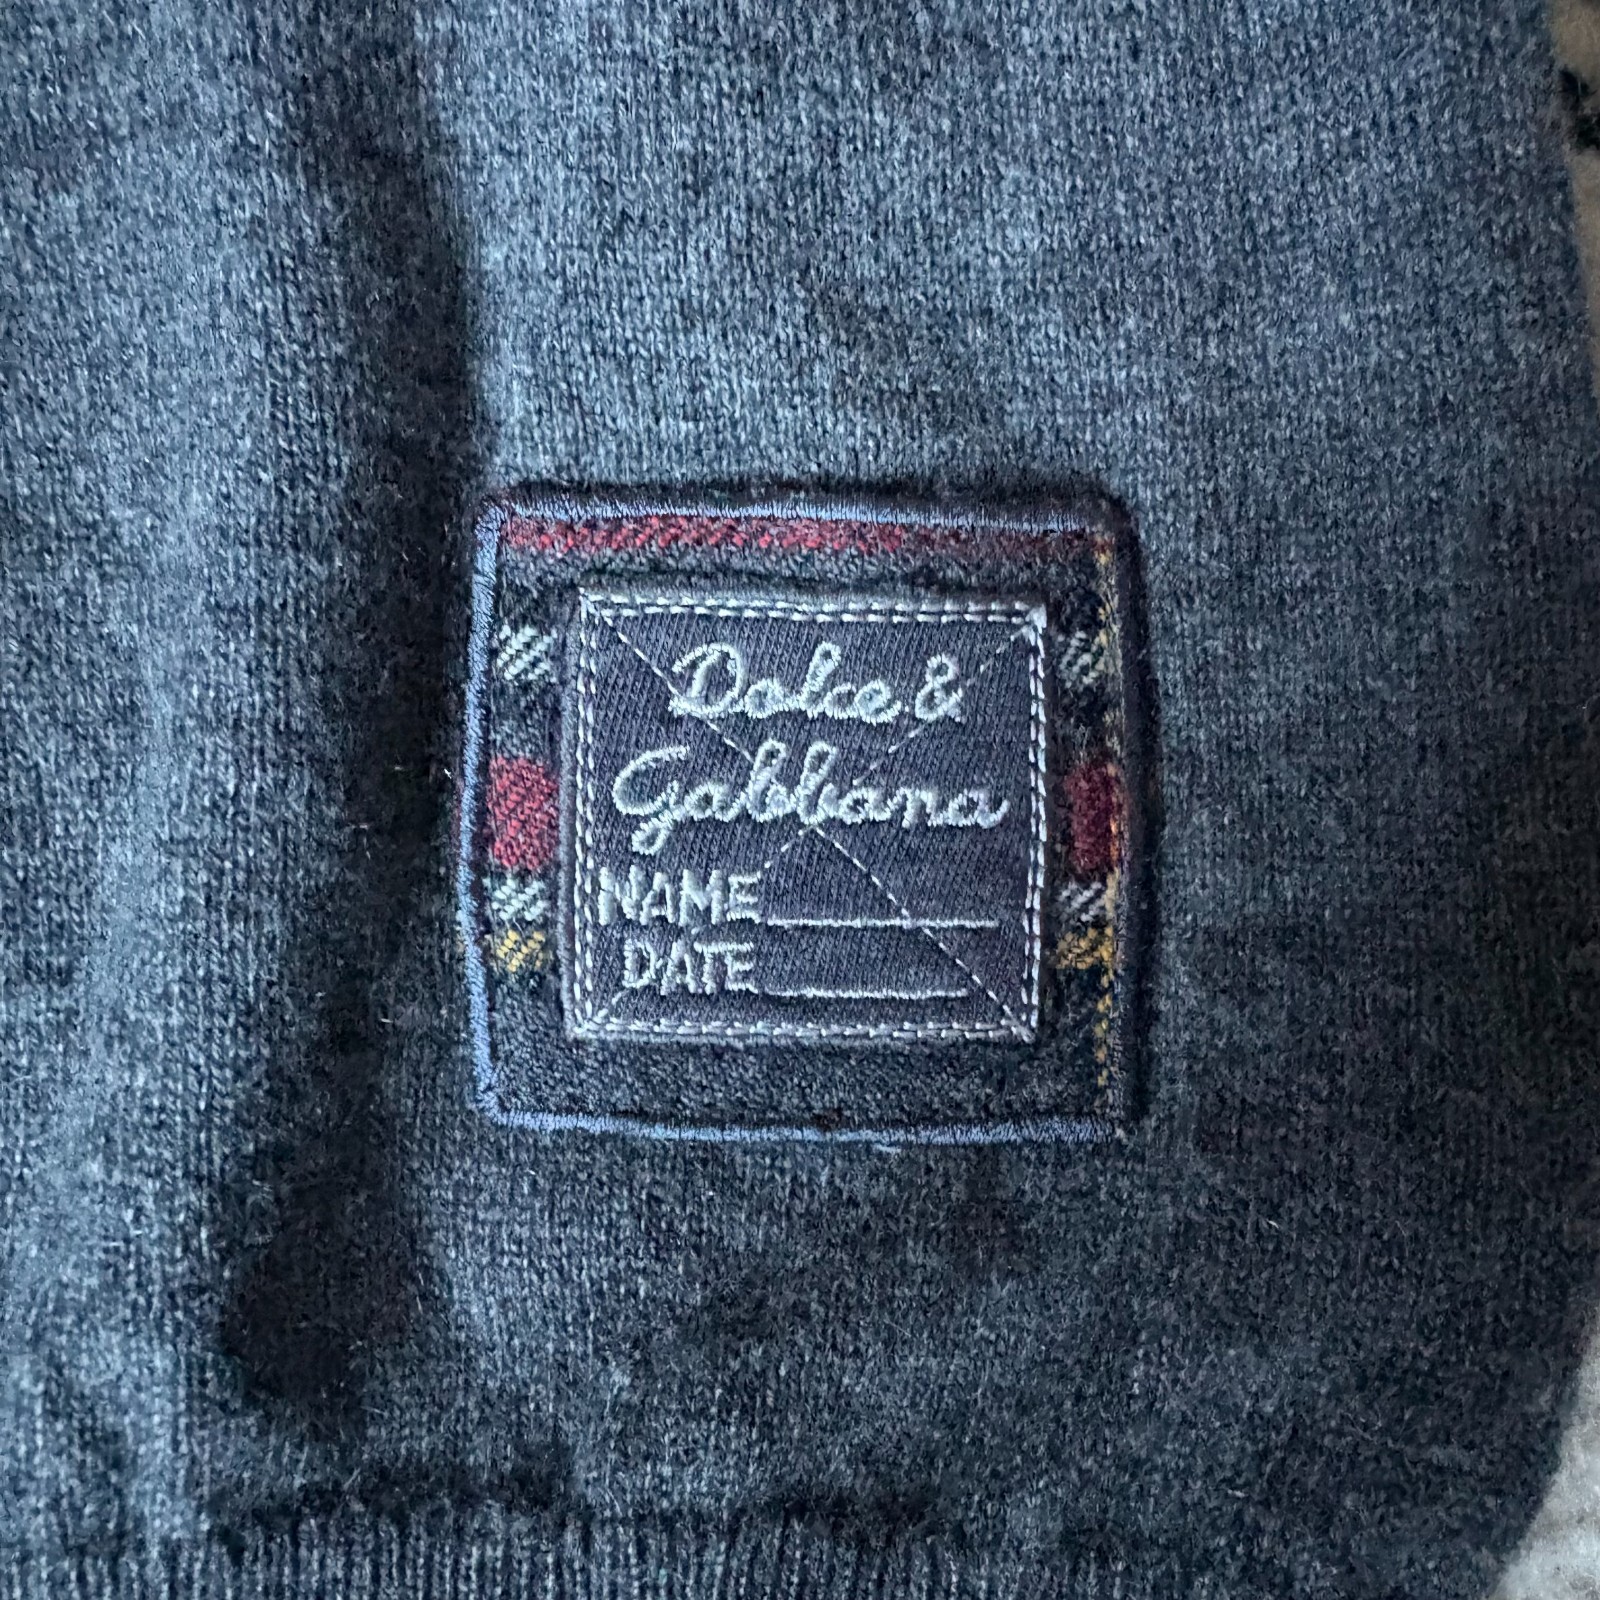 Dolce &
Gabbana
NAME
DATE